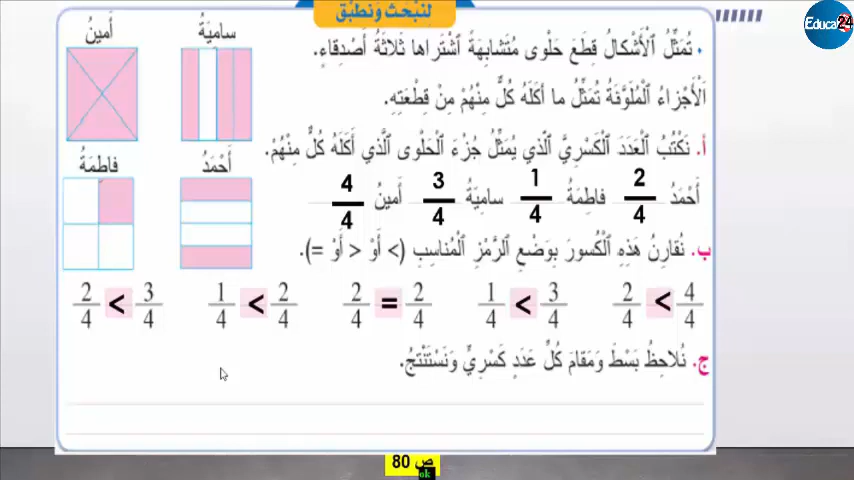 Educa24
لِنَبْحَث وَنُطَبِّق
• تُمَثِّلُ ٱلْأَشْكالُ قِطَعَ حَلْوى مُتَشابِهَةً ٱشْتَراها ثَلاثَةُ أَصْدِقاءٍ.
ٱلْأَجْزاءُ ٱلْمُلَوَّنَةُ تُمَثِّلُ ما أَكَلَهُ كُلٌّ مِنْهُمْ مِنْ قِطْعَتِهِ.
سامِيَةُ أَمينُ
أ. نَكْتُبُ ٱلْعَدَدَ ٱلْكَسْرِيَّ ٱلَّذي يُمَثِّلُ جُزْءَ ٱلْحَلْوى ٱلَّذي أَكَلَهُ كُلٌّ مِنْهُمْ.
أَحْمَدُ فاطِمَةُ
أَحْمَدُ 2/4 فاطِمَةُ 1/4 سامِيَةُ 3/4 أَمينُ 4/4
ب. نُقارِنُ هَذِهِ ٱلْكُسورَ بِوَضْعِ ٱلرَّمْزِ ٱلْمُناسِبِ (> أَوْ < أَوْ =).
2/4 < 3/4 1/4 < 2/4 2/4 = 2/4 1/4 < 3/4 2/4 < 4/4
ج. نُلاحِظُ بَسْطَ وَمَقامَ كُلِّ عَدَدٍ كَسْرِيٍّ وَنَسْتَنْتِجُ.
ص 80
ok